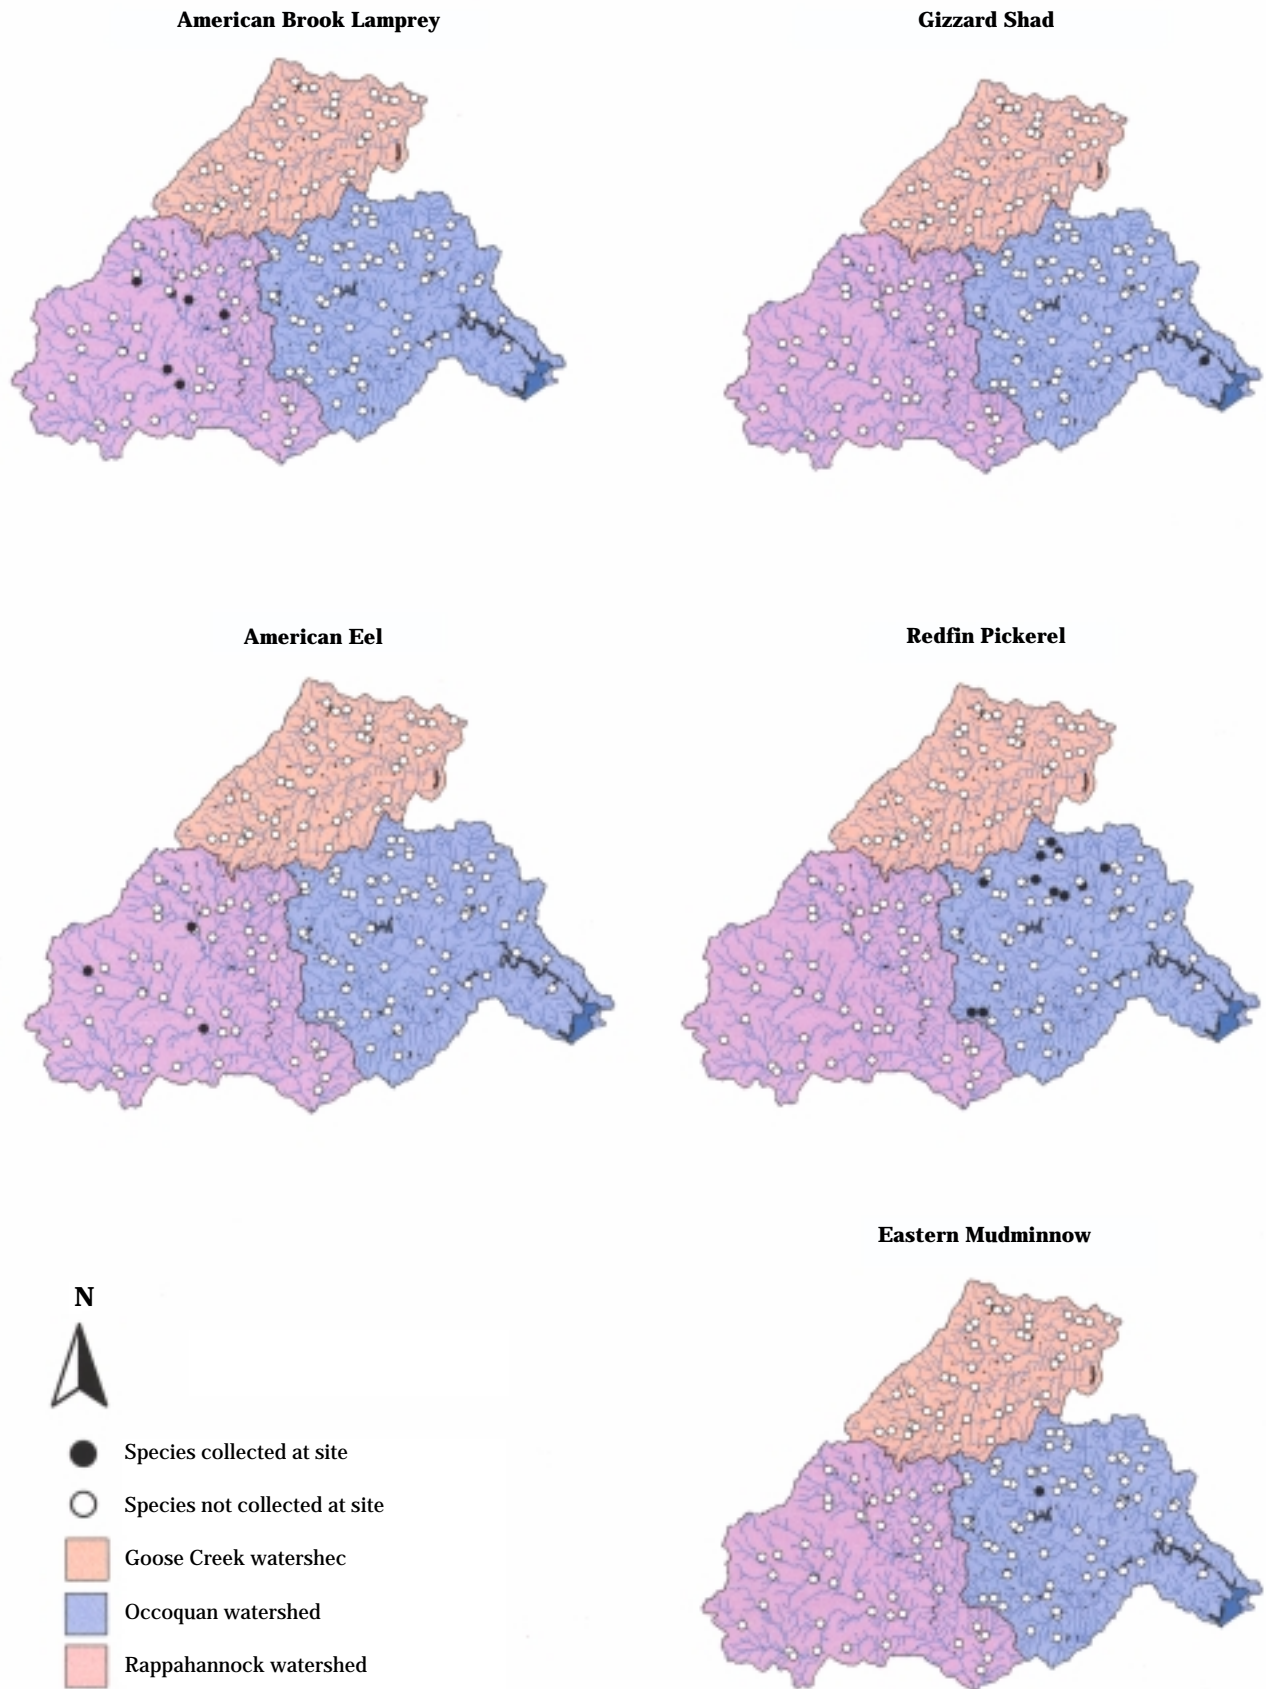 American Brook Lamprey
Gizzard Shad
American Eel
Redfin Pickerel
Eastern Mudminnow
N
Species collected at site
Species not collected at site
Goose Creek watershec
Occoquan watershed
Rappahannock watershed